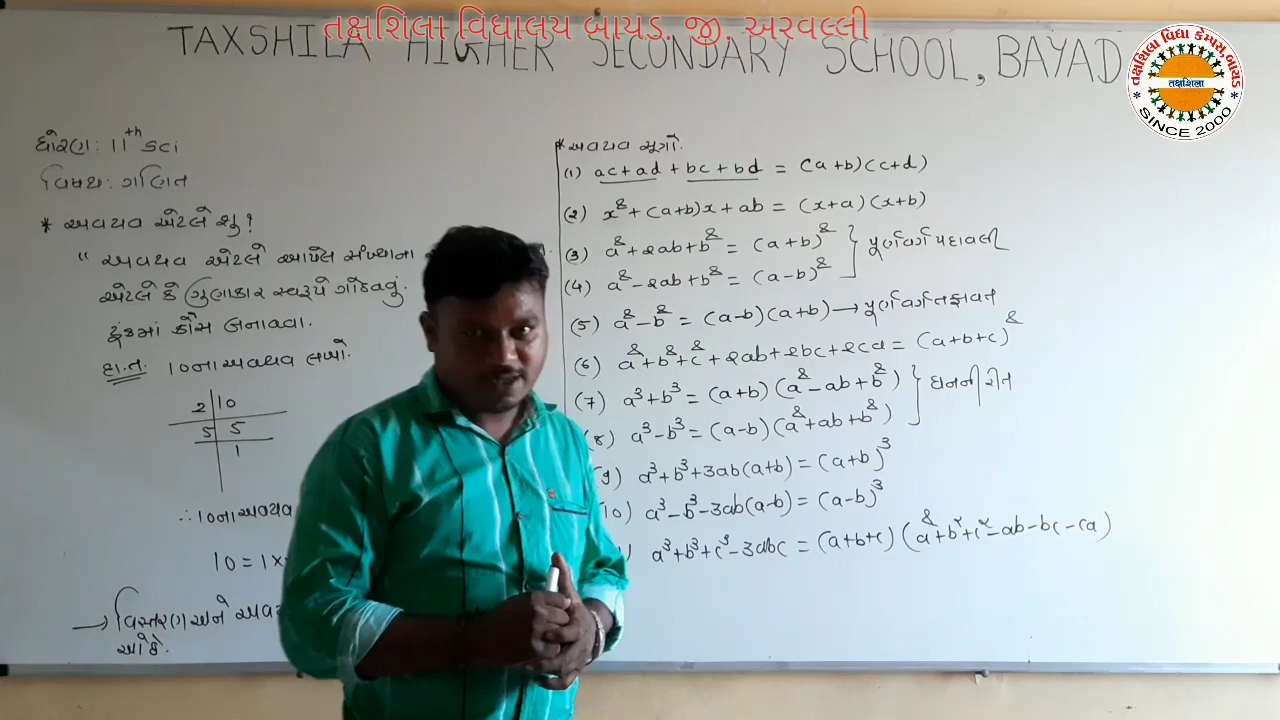 તક્ષશિલા વિદ્યાલય બાયડ. જી. અરવલ્લી
TAXSHILA HIGHER SECONDARY SCHOOL, BAYAD
તક્ષશિલા વિદ્યા કેમ્પસ, બાયડ
તક્ષશિલા
* SINCE 2000 *
ધોરણ: 11th sci
વિષય: ગણિત
* અવયવ એટલે શું?
“ અવયવ એટલે આપેલ સંખ્યાના
એટલે કે ગુણાકાર સ્વરૂપે ગોઠવવું.
ટૂંકમાં કૌંસ બનાવવા.
દા.ત. 10ના અવયવ લખો.
2 | 10
5 | 5
1
∴ 10ના અવયવ
10 = 1 ×
→ વિસ્તરણ અને અવ
છે.
* અવયવ સૂત્રો.
(1) ac + ad + bc + bd = (a+b)(c+d)
(2) x² + (a+b)x + ab = (x+a)(x+b)
(3) a² + 2ab + b² = (a+b)² } પૂર્ણવર્ગ પદાવલી
(4) a² - 2ab + b² = (a-b)²
(5) a² - b² = (a-b)(a+b) → પૂર્ણવર્ગ તફાવત
(6) a² + b² + c² + 2ab + 2bc + 2ca = (a+b+c)²
(7) a³ + b³ = (a+b)(a² - ab + b²) } ઘનની રીત
(8) a³ - b³ = (a-b)(a² + ab + b²)
9) a³ + b³ + 3ab(a+b) = (a+b)³
10) a³ - b³ - 3ab(a-b) = (a-b)³
) a³ + b³ + c³ - 3abc = (a+b+c)(a² + b² + c² - ab - bc - ca)